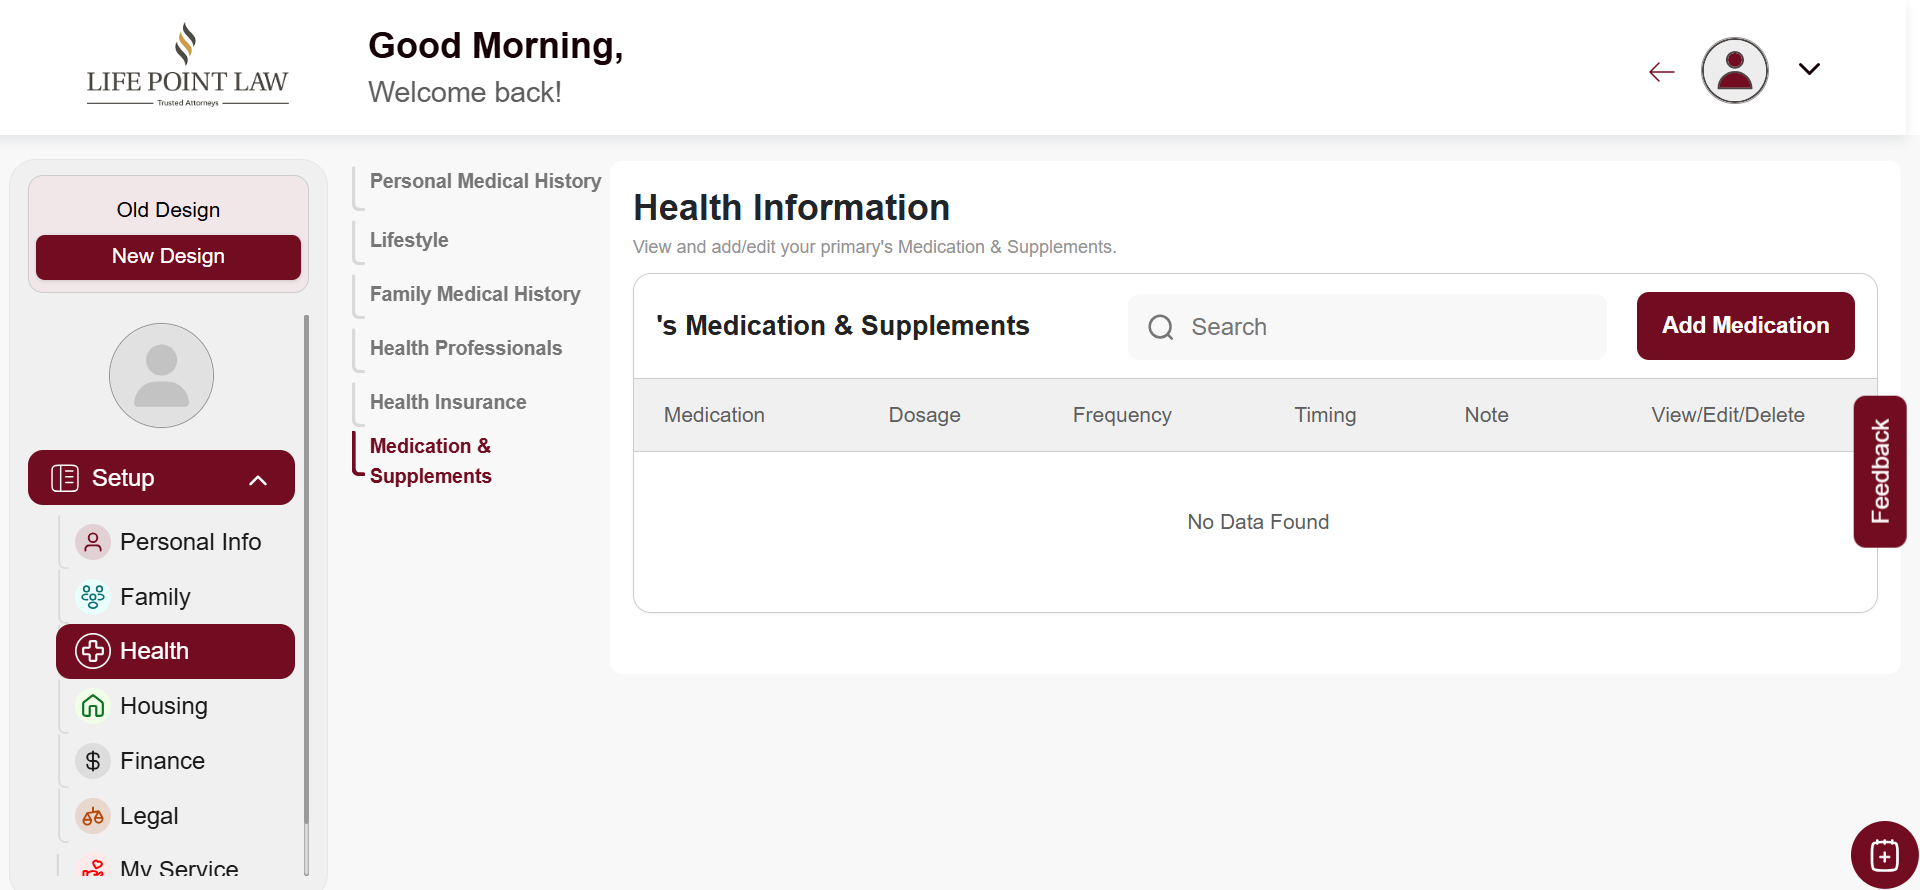 LIFE POINT LAW
Trusted Attorneys
Good Morning,
Welcome back!
Old Design
New Design
Setup
Personal Info
Family
Health
Housing
Finance
Legal
My Service
Personal Medical History
Lifestyle
Family Medical History
Health Professionals
Health Insurance
Medication &
Supplements
Health Information
View and add/edit your primary's Medication & Supplements.
's Medication & Supplements
Search
Add Medication
Medication Dosage Frequency Timing Note View/Edit/Delete
No Data Found
Feedback